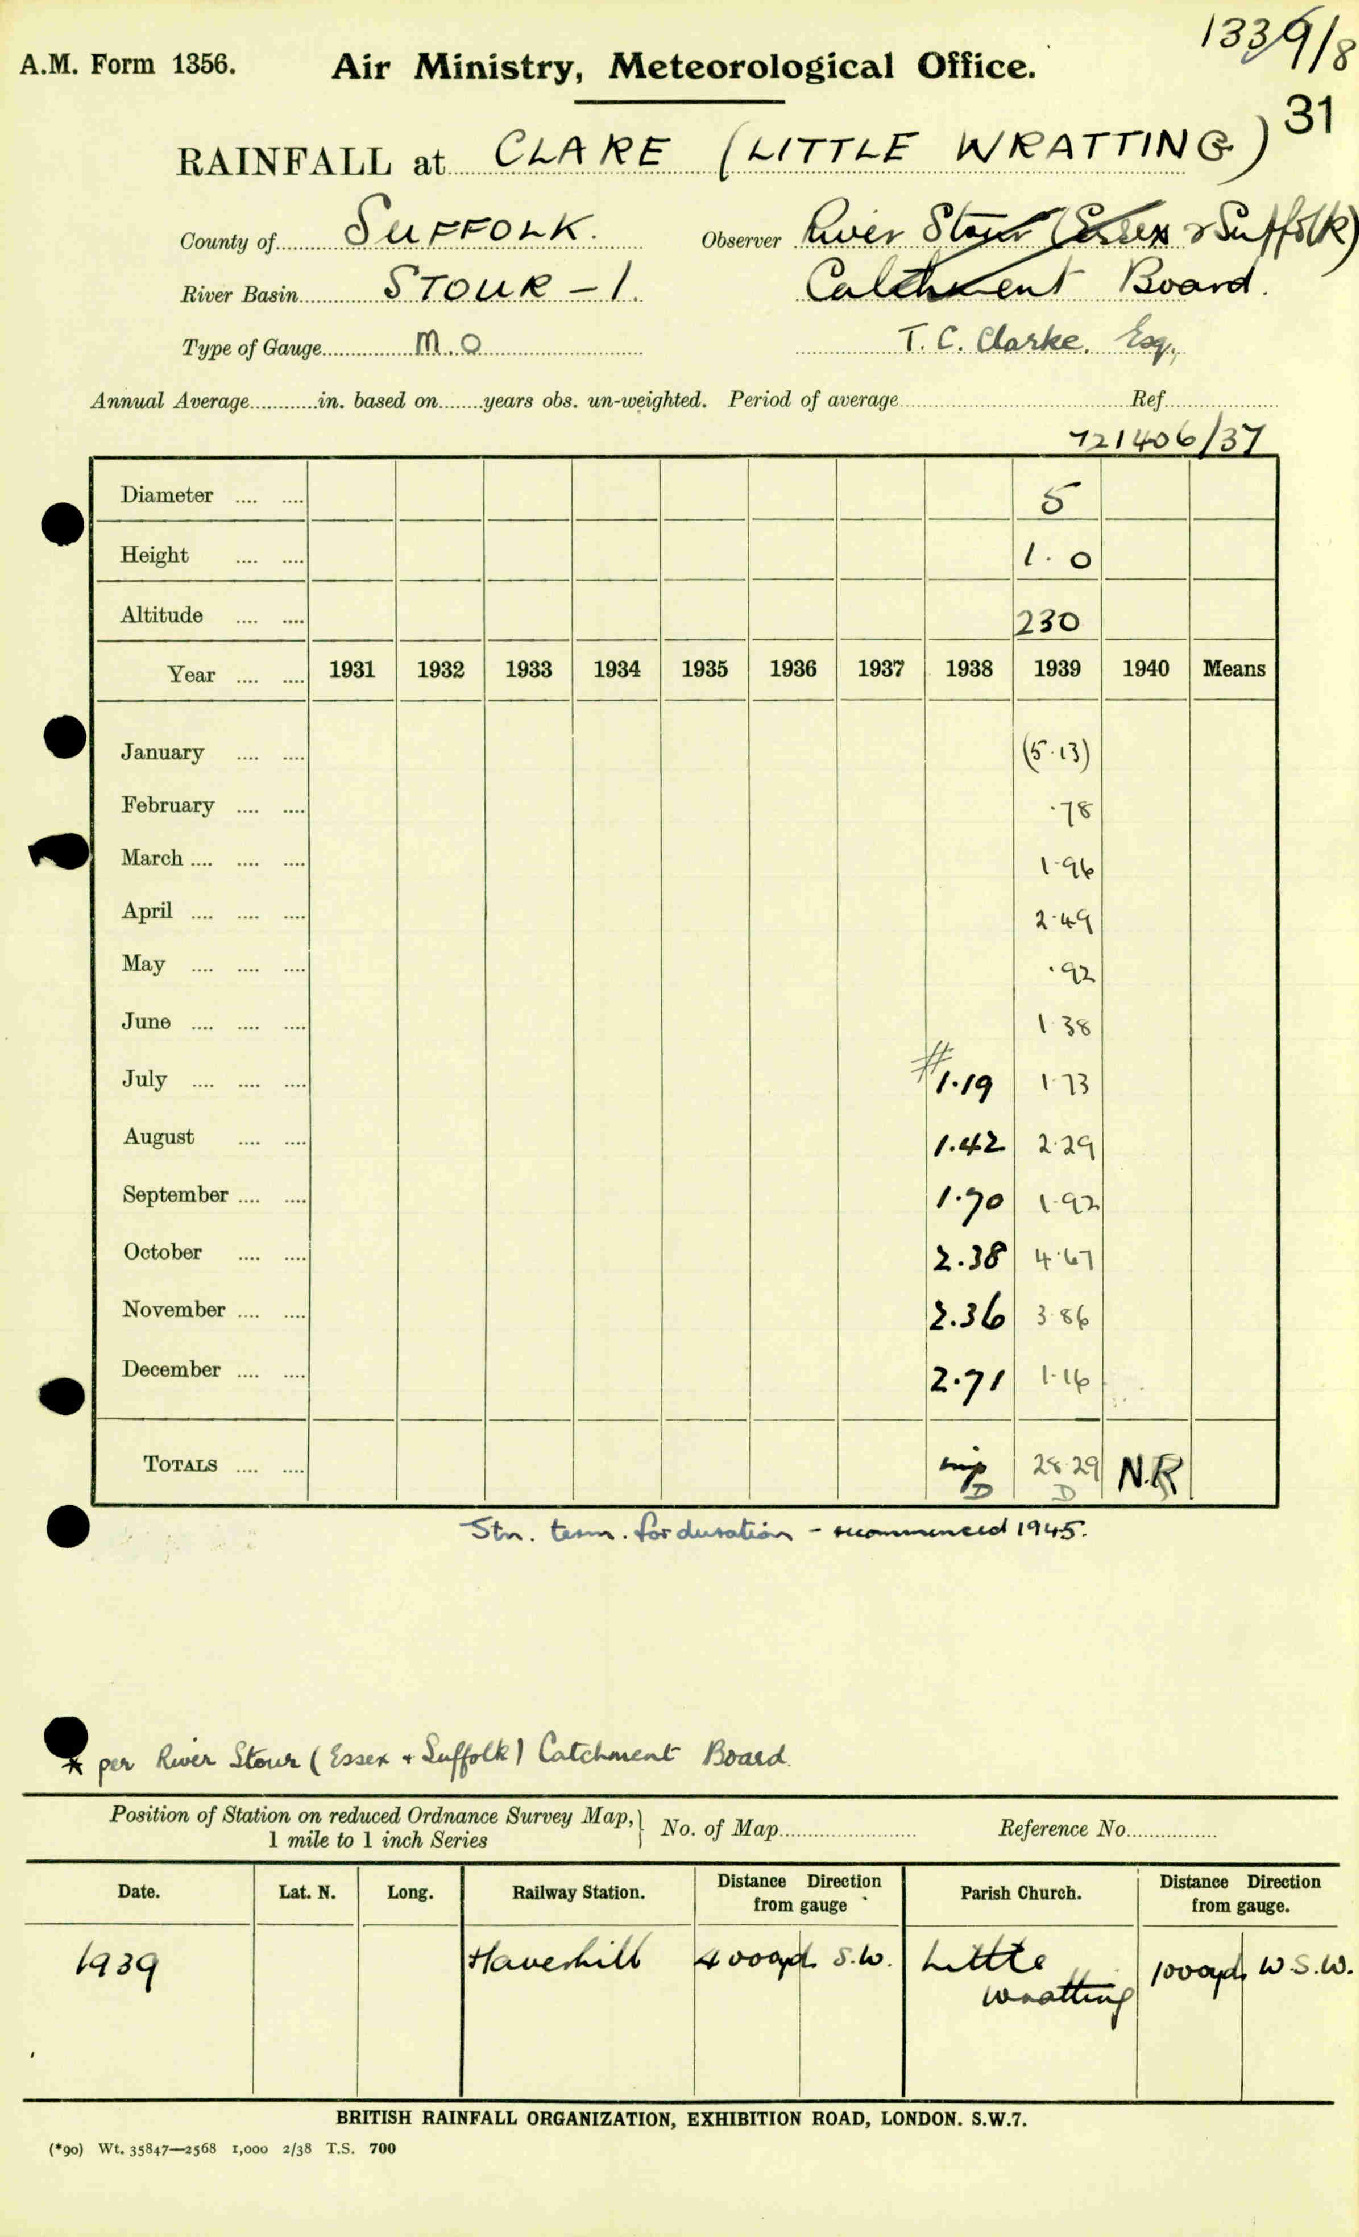 1339/8
A.M. Form 1356. Air Ministry, Meteorological Office.
31
RAINFALL at CLARE (LITTLE WRATTING)
County of SUFFOLK. Observer River Stour (Essex & Suffolk)
River Basin STOUR - 1. Catchment Board.
Type of Gauge M.O T. C. Clarke. Esq.,
Annual Average............in. based on.......years obs. un-weighted. Period of average.............Ref.............
721406/37
Diameter .... .... 5
Height .... .... 1.0
Altitude .... .... 230
Year .... .... 1931 1932 1933 1934 1935 1936 1937 1938 1939 1940 Means
January .... .... (5.13)
February .... .... .78
March .... .... .... 1.96
April .... .... .... 2.49
May .... .... .... .92
June .... .... .... 1.38
July .... .... .... # 1.19 1.73
August .... .... 1.42 2.29
September .... .... 1.70 1.92
October .... .... 2.38 4.67
November .... .... 2.36 3.86
December .... .... 2.71 1.16
TOTALS .... .... 28.29 N.R
D D
Stn. term. for duration - recommenced 1945.
* per River Stour (Essex + Suffolk) Catchment Board.
Position of Station on reduced Ordnance Survey Map,} No. of Map............ Reference No............
1 mile to 1 inch Series
Date. Lat. N. Long. Railway Station. Distance Direction from gauge Parish Church. Distance Direction from gauge.
1939 Haverhill 4000yds S.W. Little Wratting 1000yds W.S.W.
BRITISH RAINFALL ORGANIZATION, EXHIBITION ROAD, LONDON. S.W.7.
(*90) Wt. 35847—2568 1,000 2/38 T.S. 700